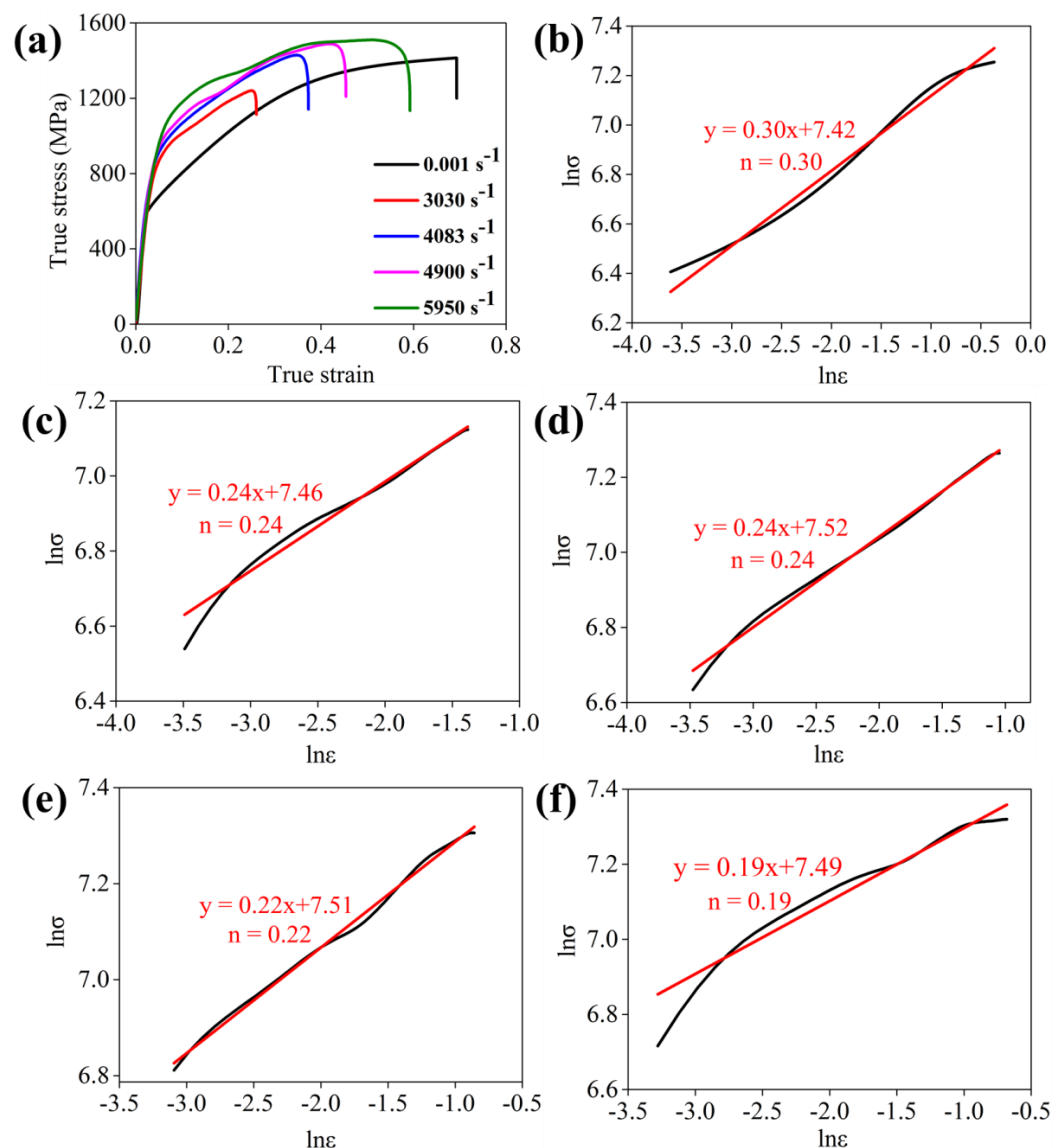 (a)
1600
1200
800
400
0
True stress (MPa)
0.001 s-1
3030 s-1
4083 s-1
4900 s-1
5950 s-1
0.0 0.2 0.4 0.6 0.8
True strain
(b)
7.4
7.2
7.0
6.8
6.6
6.4
6.2
lnσ
y = 0.30x+7.42
n = 0.30
-4.0 -3.5 -3.0 -2.5 -2.0 -1.5 -1.0 -0.5 0.0
lnε
(c)
7.2
7.0
6.8
6.6
6.4
lnσ
y = 0.24x+7.46
n = 0.24
-4.0 -3.5 -3.0 -2.5 -2.0 -1.5 -1.0
lnε
(d)
7.4
7.2
7.0
6.8
6.6
lnσ
y = 0.24x+7.52
n = 0.24
-4.0 -3.5 -3.0 -2.5 -2.0 -1.5 -1.0
lnε
(e)
7.4
7.2
7.0
6.8
lnσ
y = 0.22x+7.51
n = 0.22
-3.5 -3.0 -2.5 -2.0 -1.5 -1.0 -0.5
lnε
(f)
7.4
7.2
7.0
6.8
6.6
lnσ
y = 0.19x+7.49
n = 0.19
-3.5 -3.0 -2.5 -2.0 -1.5 -1.0 -0.5
lnε